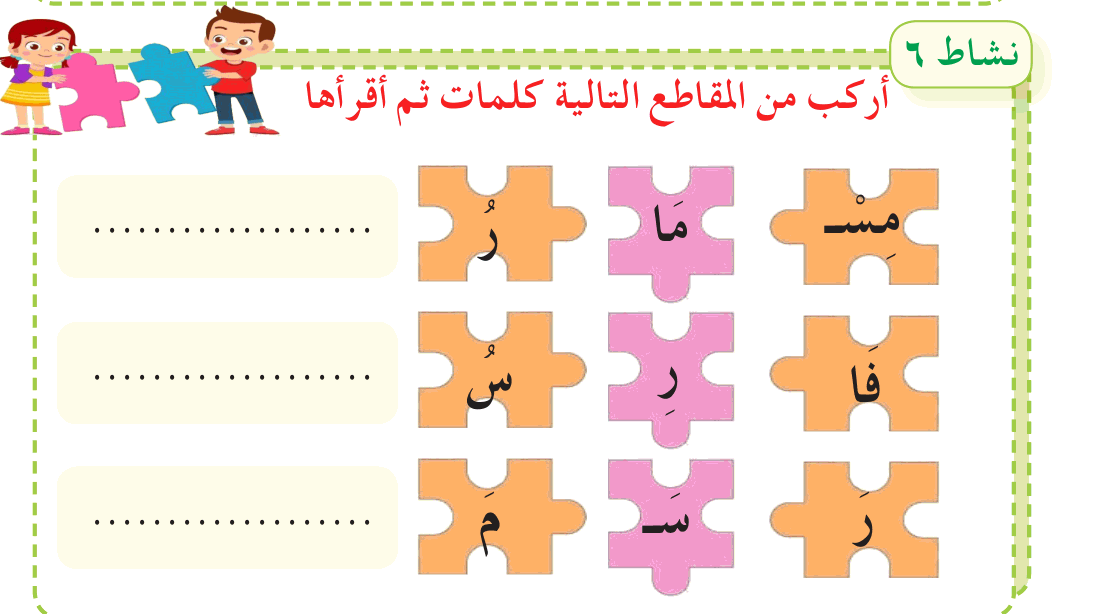 نشاط ٦
أركب من المقاطع التالية كلمات ثم أقرأها
مِسْـ مَا رُ ...................
فَا رِ سُ ...................
رَ سَـ مَ ...................